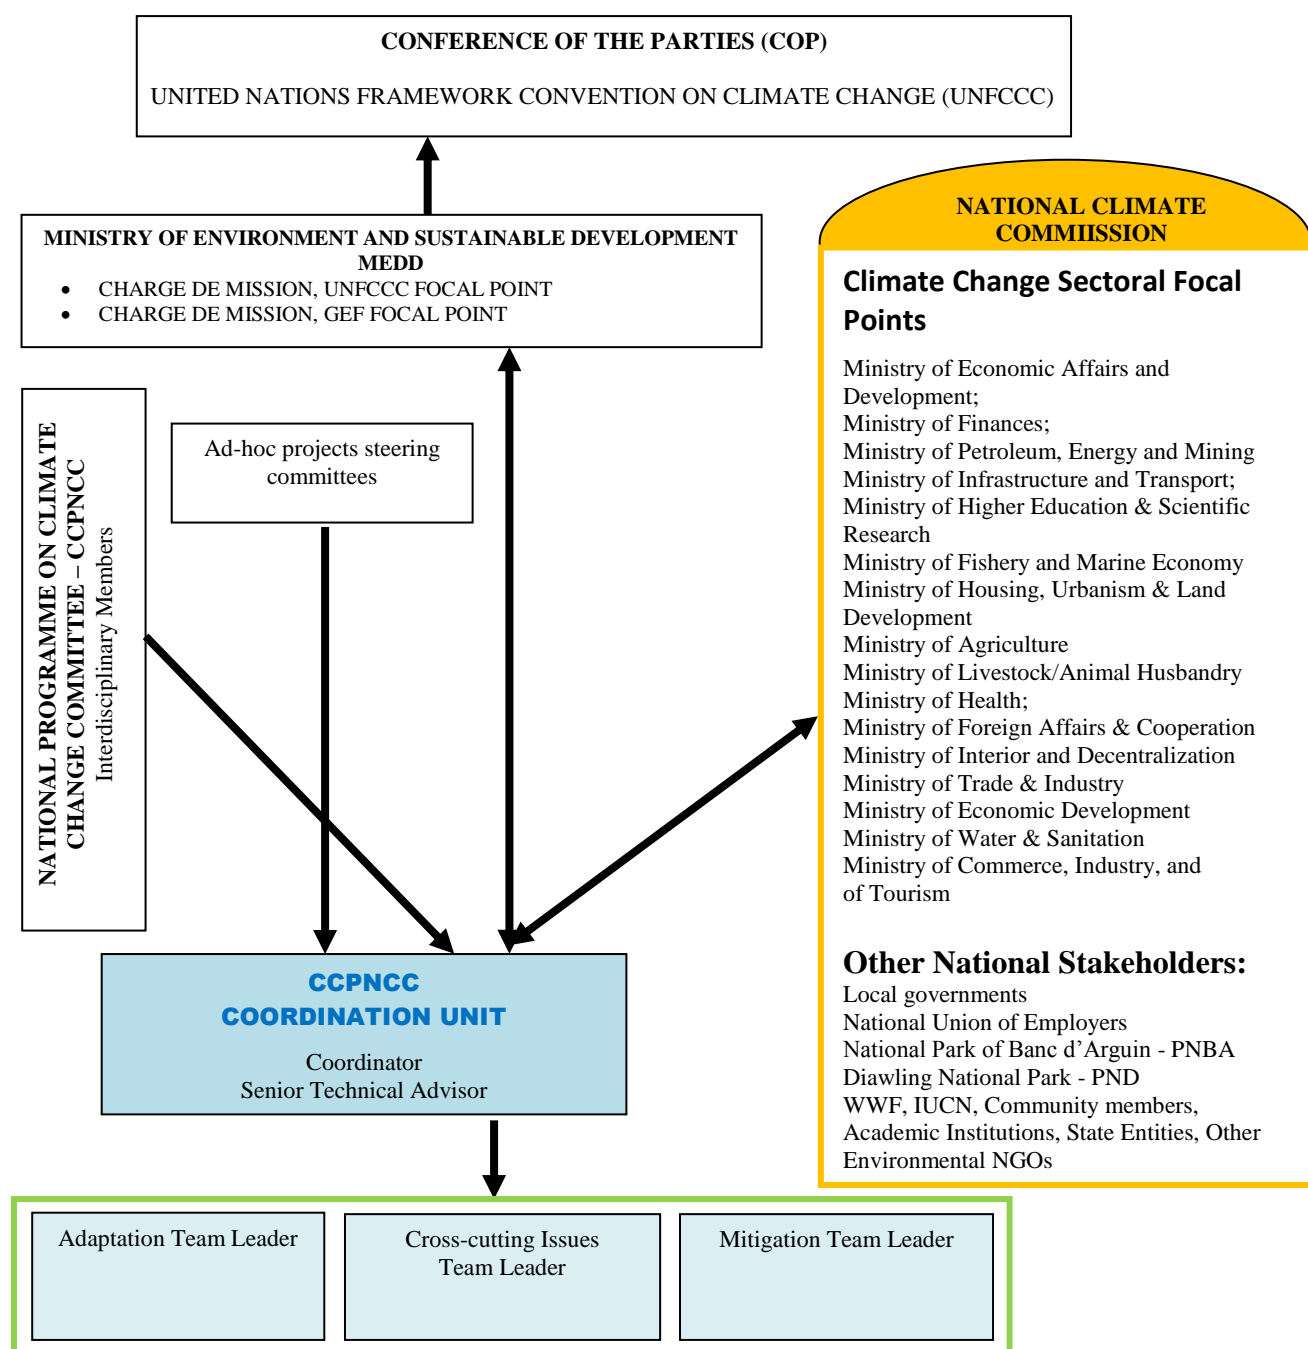 CONFERENCE OF THE PARTIES (COP)
UNITED NATIONS FRAMEWORK CONVENTION ON CLIMATE CHANGE (UNFCCC)
MINISTRY OF ENVIRONMENT AND SUSTAINABLE DEVELOPMENT
MEDD
• CHARGE DE MISSION, UNFCCC FOCAL POINT
• CHARGE DE MISSION, GEF FOCAL POINT
NATIONAL PROGRAMME ON CLIMATE
CHANGE COMMITTEE – CCPNCC
Interdisciplinary Members
Ad-hoc projects steering
committees
CCPNCC
COORDINATION UNIT
Coordinator
Senior Technical Advisor
Adaptation Team Leader
Cross-cutting Issues
Team Leader
Mitigation Team Leader
NATIONAL CLIMATE
COMMIISSION
Climate Change Sectoral Focal
Points
Ministry of Economic Affairs and
Development;
Ministry of Finances;
Ministry of Petroleum, Energy and Mining
Ministry of Infrastructure and Transport;
Ministry of Higher Education & Scientific
Research
Ministry of Fishery and Marine Economy
Ministry of Housing, Urbanism & Land
Development
Ministry of Agriculture
Ministry of Livestock/Animal Husbandry
Ministry of Health;
Ministry of Foreign Affairs & Cooperation
Ministry of Interior and Decentralization
Ministry of Trade & Industry
Ministry of Economic Development
Ministry of Water & Sanitation
Ministry of Commerce, Industry, and
of Tourism
Other National Stakeholders:
Local governments
National Union of Employers
National Park of Banc d’Arguin - PNBA
Diawling National Park - PND
WWF, IUCN, Community members,
Academic Institutions, State Entities, Other
Environmental NGOs